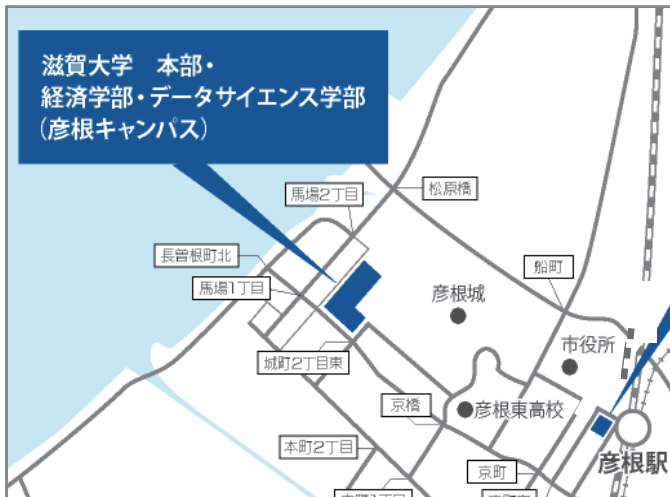 滋賀大学　本部・
経済学部・データサイエンス学部
(彦根キャンパス)
馬場2丁目
松原橋
長曽根町北
船町
馬場1丁目
彦根城
市役所
城町2丁目東
京橋
彦根東高校
本町2丁目
京町
彦根駅